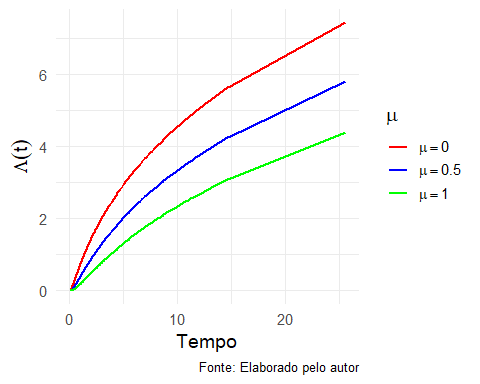 6
4
2
0
Λ(t)
0
10
20
Tempo
Fonte: Elaborado pelo autor
μ
μ = 0
μ = 0.5
μ = 1